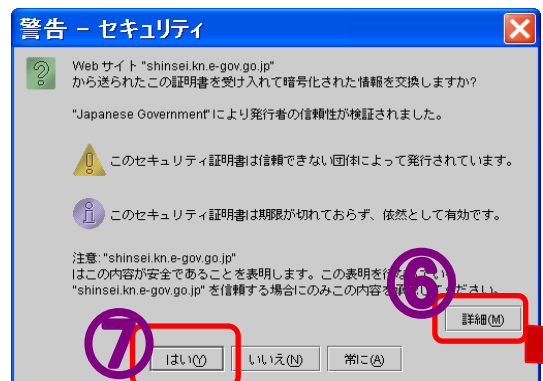 警告 - セキュリティ
Web サイト "shinsei.kn.e-gov.go.jp"
から送られたこの証明書を受け入れて暗号化された情報を交換しますか?
"Japanese Government" により発行者の信頼性が検証されました。
このセキュリティ証明書は信頼できない団体によって発行されています。
このセキュリティ証明書は期限が切れておらず、依然として有効です。
注意: "shinsei.kn.e-gov.go.jp"
はこの内容が安全であることを表明します。この表明を行
"shinsei.kn.e-gov.go.jp" を信頼する場合にのみこの内容を ください。
⑥
詳細(M)
⑦
はい(Y) いいえ(N) 常に(A)